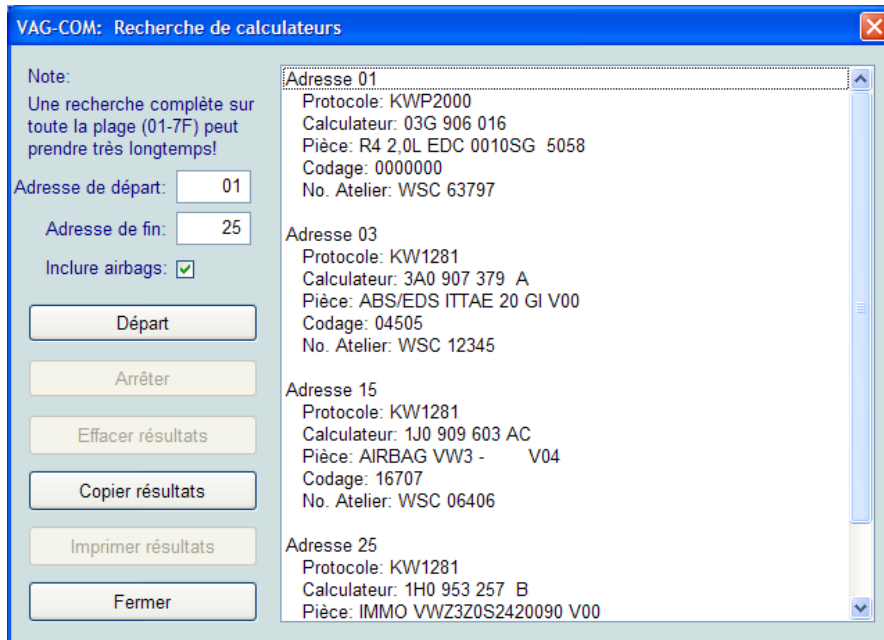 VAG-COM: Recherche de calculateurs
Note:
Une recherche complète sur
toute la plage (01-7F) peut
prendre très longtemps!
Adresse de départ: 01
Adresse de fin: 25
Inclure airbags:
Départ
Arrêter
Effacer résultats
Copier résultats
Imprimer résultats
Fermer
Adresse 01
Protocole: KWP2000
Calculateur: 03G 906 016
Pièce: R4 2,0L EDC 0010SG 5058
Codage: 0000000
No. Atelier: WSC 63797
Adresse 03
Protocole: KW1281
Calculateur: 3A0 907 379 A
Pièce: ABS/EDS ITTAE 20 GI V00
Codage: 04505
No. Atelier: WSC 12345
Adresse 15
Protocole: KW1281
Calculateur: 1J0 909 603 AC
Pièce: AIRBAG VW3 - V04
Codage: 16707
No. Atelier: WSC 06406
Adresse 25
Protocole: KW1281
Calculateur: 1H0 953 257 B
Pièce: IMMO VWZ3Z0S2420090 V00